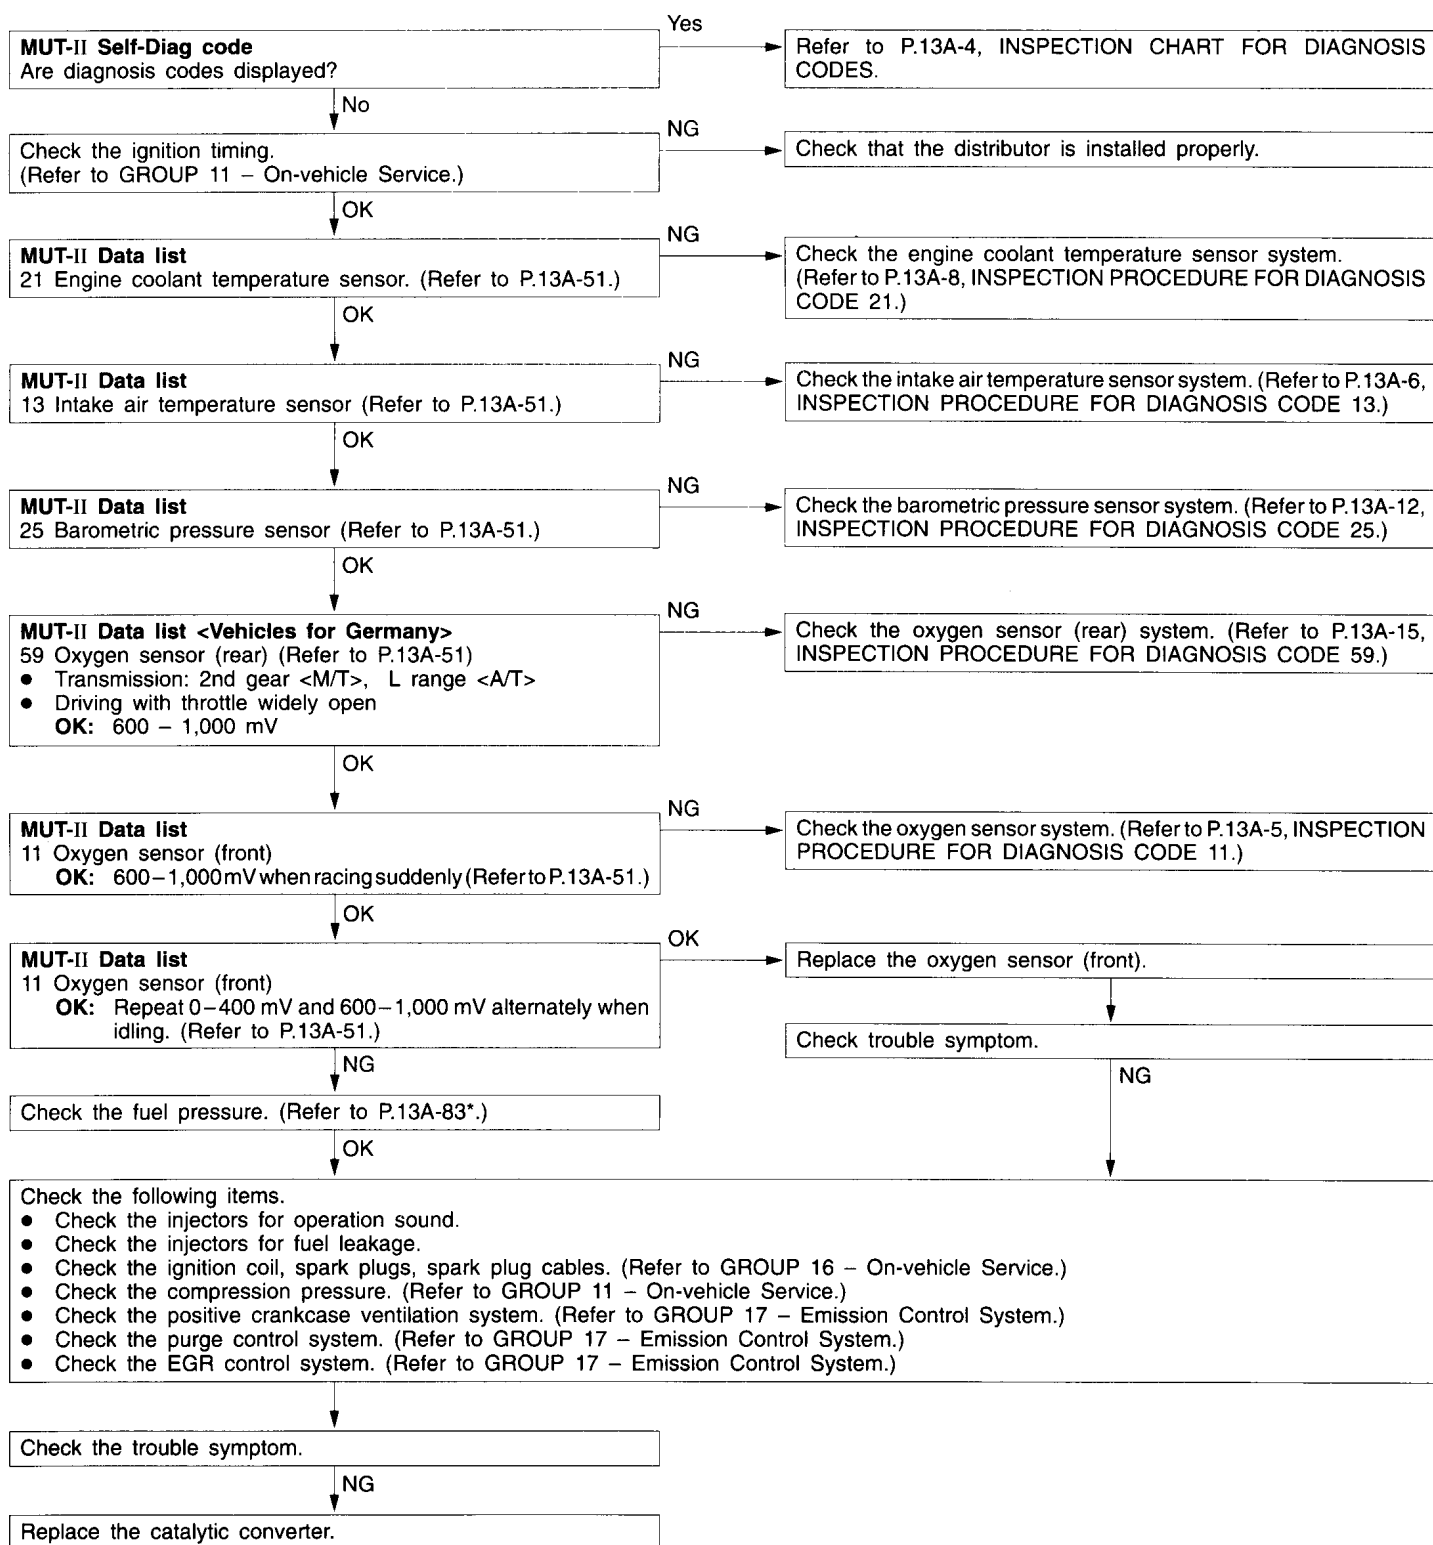 Yes
MUT-II Self-Diag code
Are diagnosis codes displayed?
Refer to P.13A-4, INSPECTION CHART FOR DIAGNOSIS
CODES.
No
NG
Check the ignition timing.
(Refer to GROUP 11 – On-vehicle Service.)
Check that the distributor is installed properly.
OK
NG
MUT-II Data list
21 Engine coolant temperature sensor. (Refer to P.13A-51.)
Check the engine coolant temperature sensor system.
(Refer to P.13A-8, INSPECTION PROCEDURE FOR DIAGNOSIS
CODE 21.)
OK
NG
MUT-II Data list
13 Intake air temperature sensor (Refer to P.13A-51.)
Check the intake air temperature sensor system. (Refer to P.13A-6,
INSPECTION PROCEDURE FOR DIAGNOSIS CODE 13.)
OK
NG
MUT-II Data list
25 Barometric pressure sensor (Refer to P.13A-51.)
Check the barometric pressure sensor system. (Refer to P.13A-12,
INSPECTION PROCEDURE FOR DIAGNOSIS CODE 25.)
OK
NG
MUT-II Data list <Vehicles for Germany>
59 Oxygen sensor (rear) (Refer to P.13A-51)
● Transmission: 2nd gear <M/T>, L range <A/T>
● Driving with throttle widely open
OK: 600 – 1,000 mV
Check the oxygen sensor (rear) system. (Refer to P.13A-15,
INSPECTION PROCEDURE FOR DIAGNOSIS CODE 59.)
OK
NG
MUT-II Data list
11 Oxygen sensor (front)
OK: 600–1,000 mV when racing suddenly (Refer to P.13A-51.)
Check the oxygen sensor system. (Refer to P.13A-5, INSPECTION
PROCEDURE FOR DIAGNOSIS CODE 11.)
OK
OK
MUT-II Data list
11 Oxygen sensor (front)
OK: Repeat 0–400 mV and 600–1,000 mV alternately when
idling. (Refer to P.13A-51.)
Replace the oxygen sensor (front).
Check trouble symptom.
NG
NG
Check the fuel pressure. (Refer to P.13A-83*.)
OK
Check the following items.
● Check the injectors for operation sound.
● Check the injectors for fuel leakage.
● Check the ignition coil, spark plugs, spark plug cables. (Refer to GROUP 16 – On-vehicle Service.)
● Check the compression pressure. (Refer to GROUP 11 – On-vehicle Service.)
● Check the positive crankcase ventilation system. (Refer to GROUP 17 – Emission Control System.)
● Check the purge control system. (Refer to GROUP 17 – Emission Control System.)
● Check the EGR control system. (Refer to GROUP 17 – Emission Control System.)
Check the trouble symptom.
NG
Replace the catalytic converter.